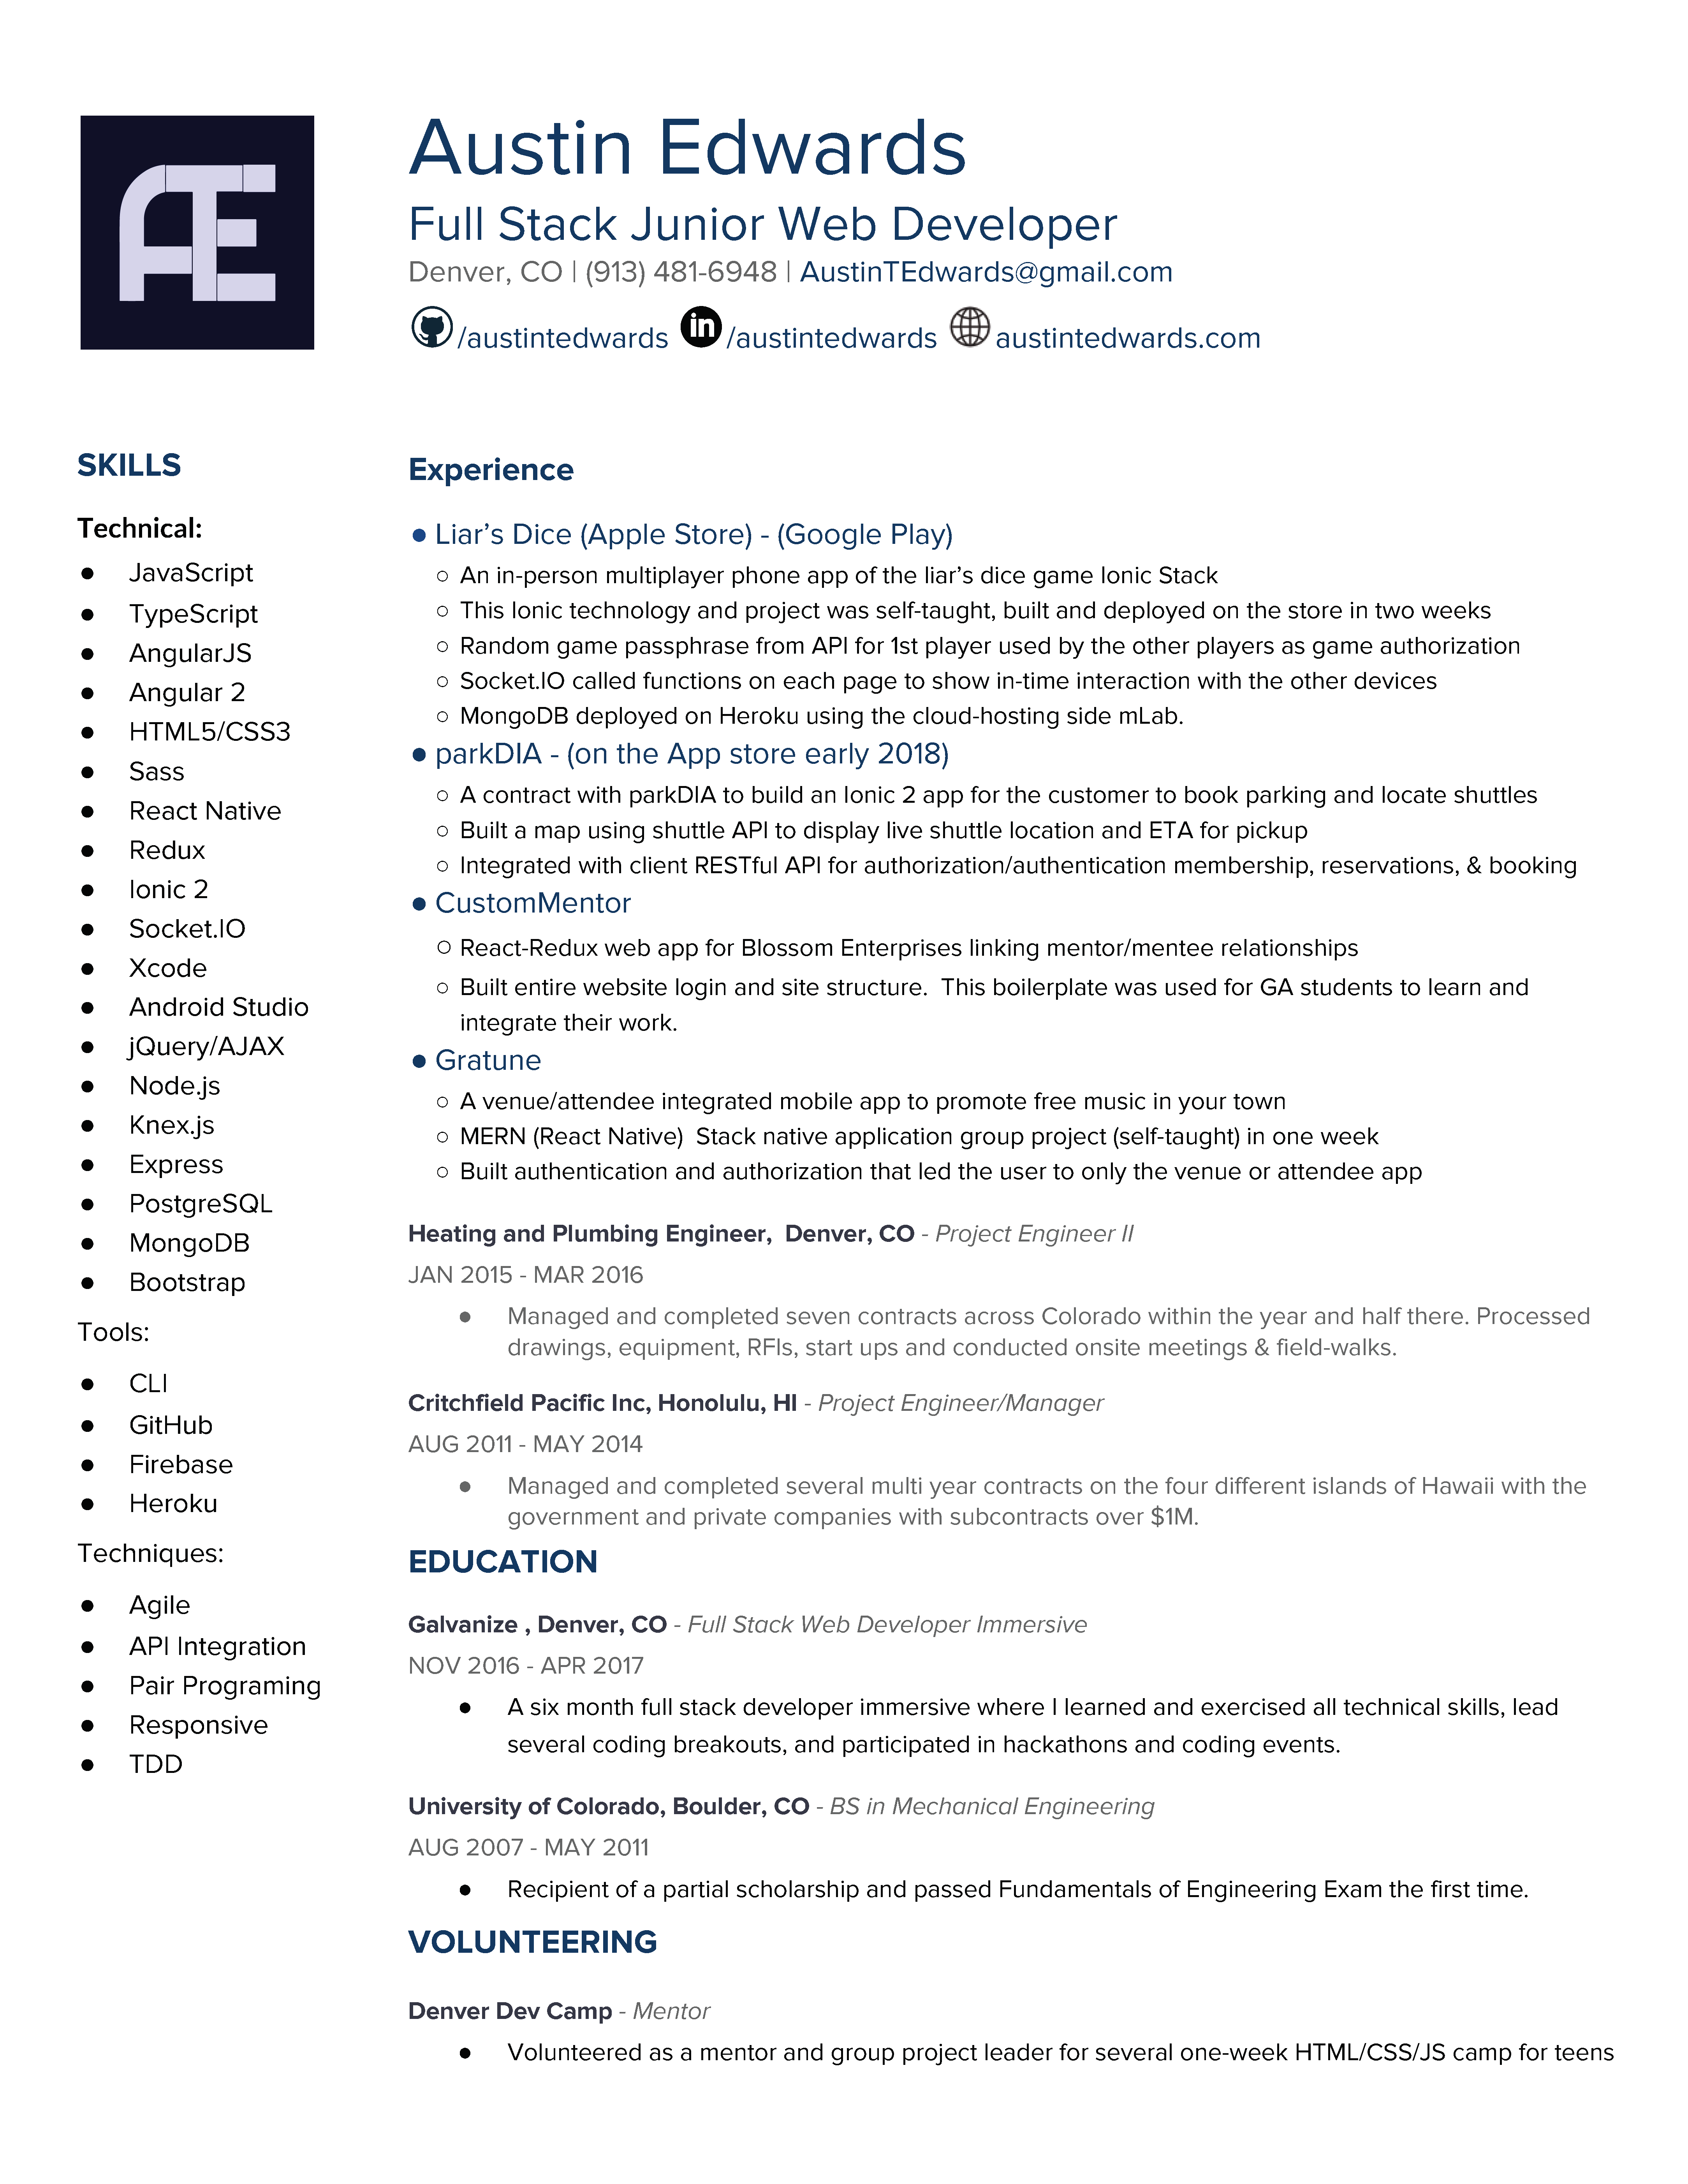 Austin Edwards
Full Stack Junior Web Developer
Denver, CO | (913) 481-6948 | AustinTEdwards@gmail.com
/austintedwards in /austintedwards austintedwards.com
SKILLS
Technical:
● JavaScript
● TypeScript
● AngularJS
● Angular 2
● HTML5/CSS3
● Sass
● React Native
● Redux
● Ionic 2
● Socket.IO
● Xcode
● Android Studio
● jQuery/AJAX
● Node.js
● Knex.js
● Express
● PostgreSQL
● MongoDB
● Bootstrap
Tools:
● CLI
● GitHub
● Firebase
● Heroku
Techniques:
● Agile
● API Integration
● Pair Programing
● Responsive
● TDD
Experience
● Liar's Dice (Apple Store) - (Google Play)
○ An in-person multiplayer phone app of the liar's dice game Ionic Stack
○ This Ionic technology and project was self-taught, built and deployed on the store in two weeks
○ Random game passphrase from API for 1st player used by the other players as game authorization
○ Socket.IO called functions on each page to show in-time interaction with the other devices
○ MongoDB deployed on Heroku using the cloud-hosting side mLab.
● parkDIA - (on the App store early 2018)
○ A contract with parkDIA to build an Ionic 2 app for the customer to book parking and locate shuttles
○ Built a map using shuttle API to display live shuttle location and ETA for pickup
○ Integrated with client RESTful API for authorization/authentication membership, reservations, & booking
● CustomMentor
○ React-Redux web app for Blossom Enterprises linking mentor/mentee relationships
○ Built entire website login and site structure.  This boilerplate was used for GA students to learn and
integrate their work.
● Gratune
○ A venue/attendee integrated mobile app to promote free music in your town
○ MERN (React Native)  Stack native application group project (self-taught) in one week
○ Built authentication and authorization that led the user to only the venue or attendee app
Heating and Plumbing Engineer,  Denver, CO - Project Engineer II
JAN 2015 - MAR 2016
● Managed and completed seven contracts across Colorado within the year and half there. Processed
drawings, equipment, RFIs, start ups and conducted onsite meetings & field-walks.
Critchfield Pacific Inc, Honolulu, HI - Project Engineer/Manager
AUG 2011 - MAY 2014
● Managed and completed several multi year contracts on the four different islands of Hawaii with the
government and private companies with subcontracts over $1M.
EDUCATION
Galvanize , Denver, CO - Full Stack Web Developer Immersive
NOV 2016 - APR 2017
● A six month full stack developer immersive where I learned and exercised all technical skills, lead
several coding breakouts, and participated in hackathons and coding events.
University of Colorado, Boulder, CO - BS in Mechanical Engineering
AUG 2007 - MAY 2011
● Recipient of a partial scholarship and passed Fundamentals of Engineering Exam the first time.
VOLUNTEERING
Denver Dev Camp - Mentor
● Volunteered as a mentor and group project leader for several one-week HTML/CSS/JS camp for teens